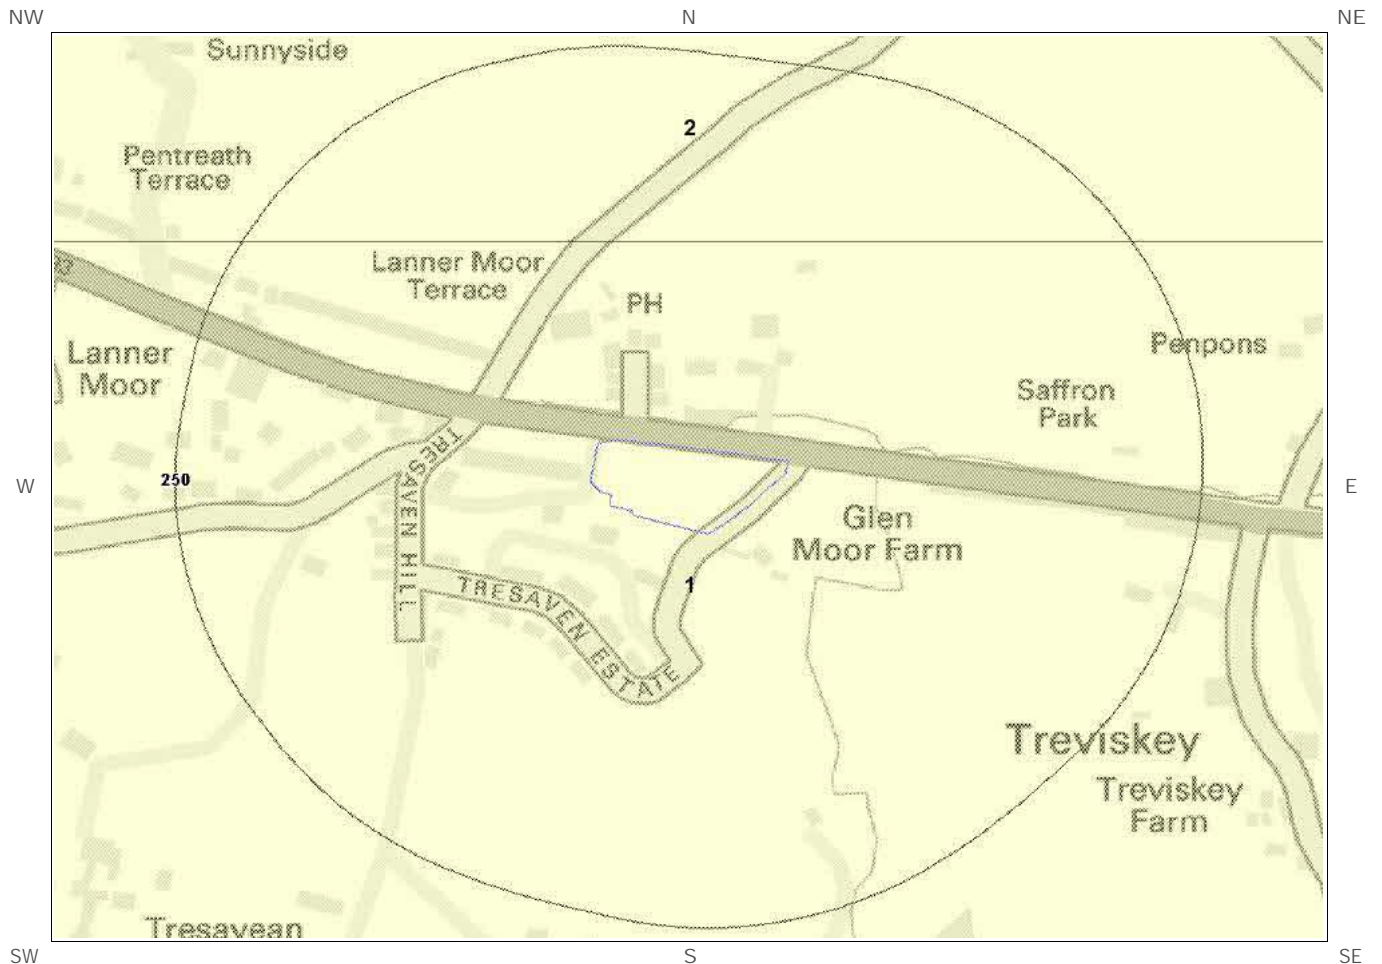 NW
N
NE
Sunnyside
2
Pentreath
Terrace
Lanner Moor
Terrace
PH
Lanner
Moor
Penpons
Saffron
Park
TRESAVEN HILL
250
W
E
Glen
Moor Farm
1
TRESAVEN ESTATE
Treviskey
Treviskey
Farm
Tresavean
SW
S
SE